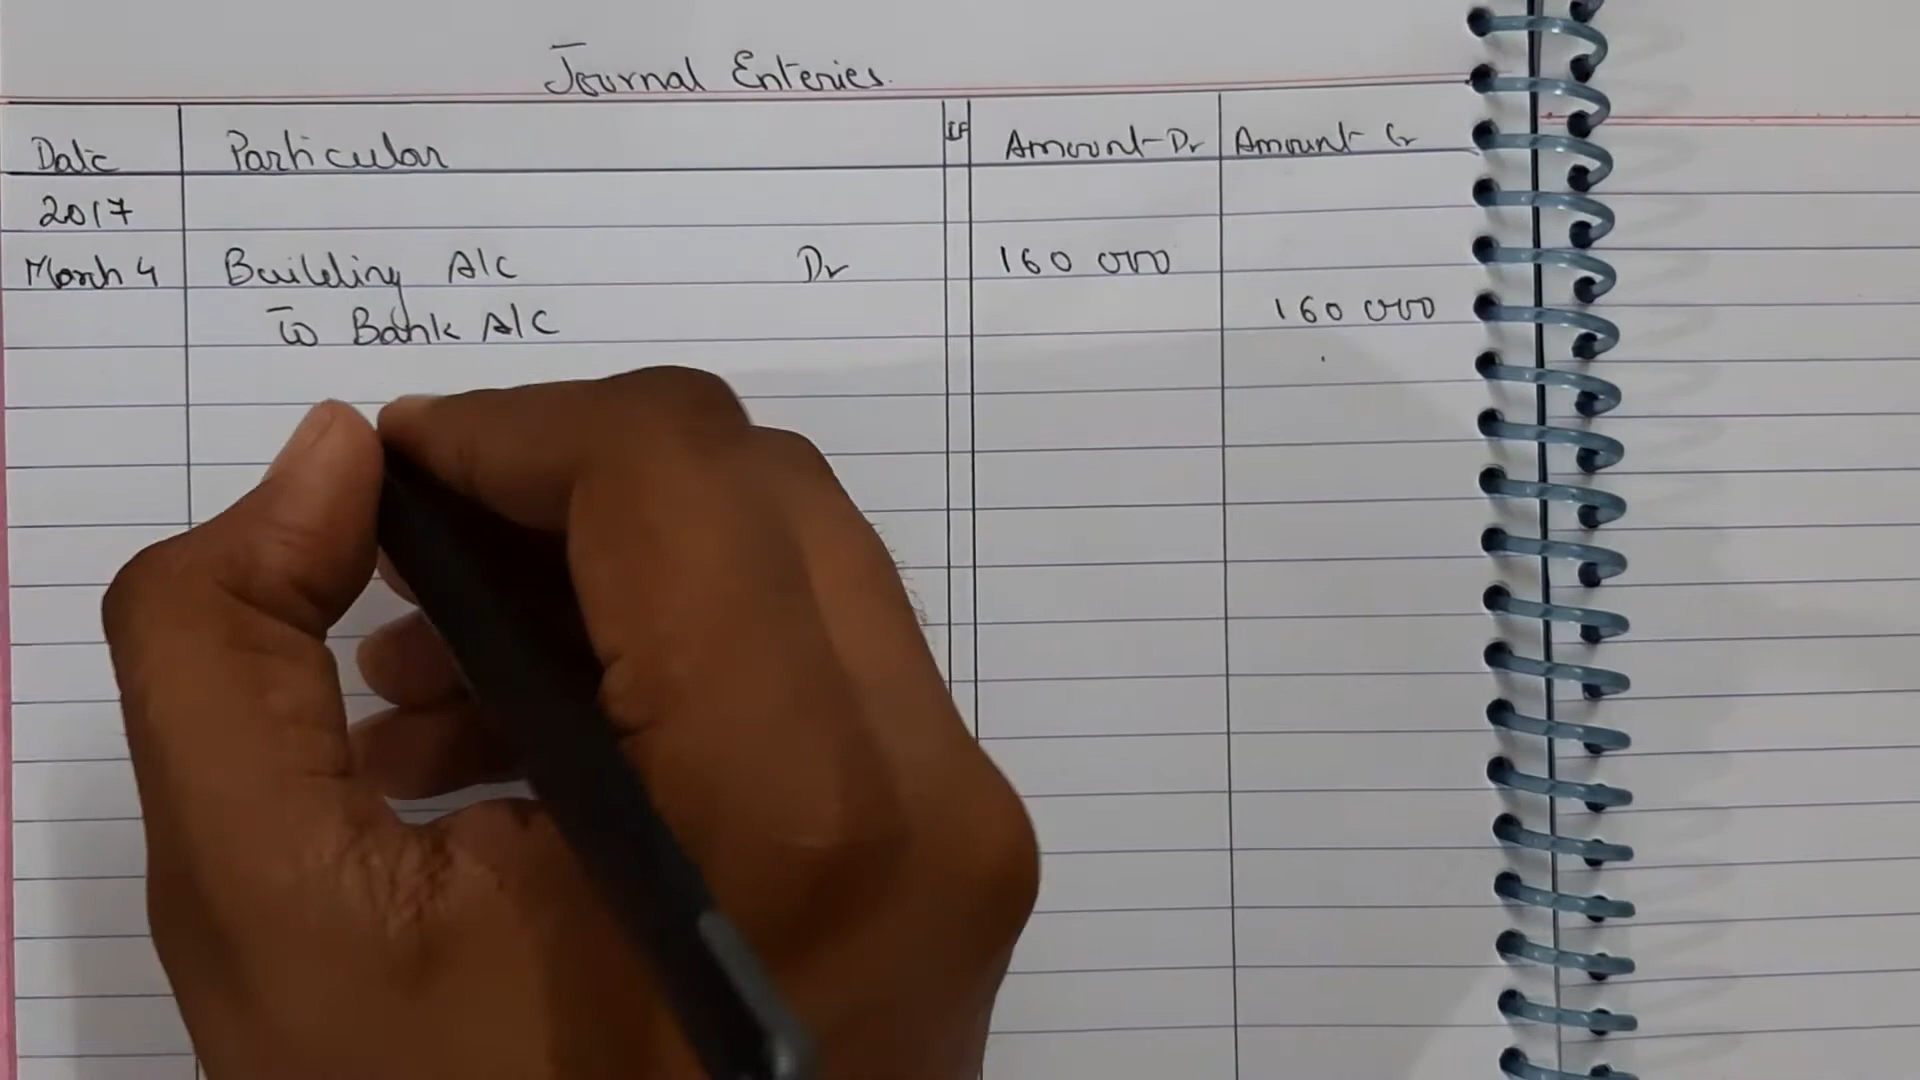 Journal Enteries.
Date Particular LF Amount Dr Amount Cr
2017
March 4 Building A/C Dr 160 000
To Bank A/C 160 000